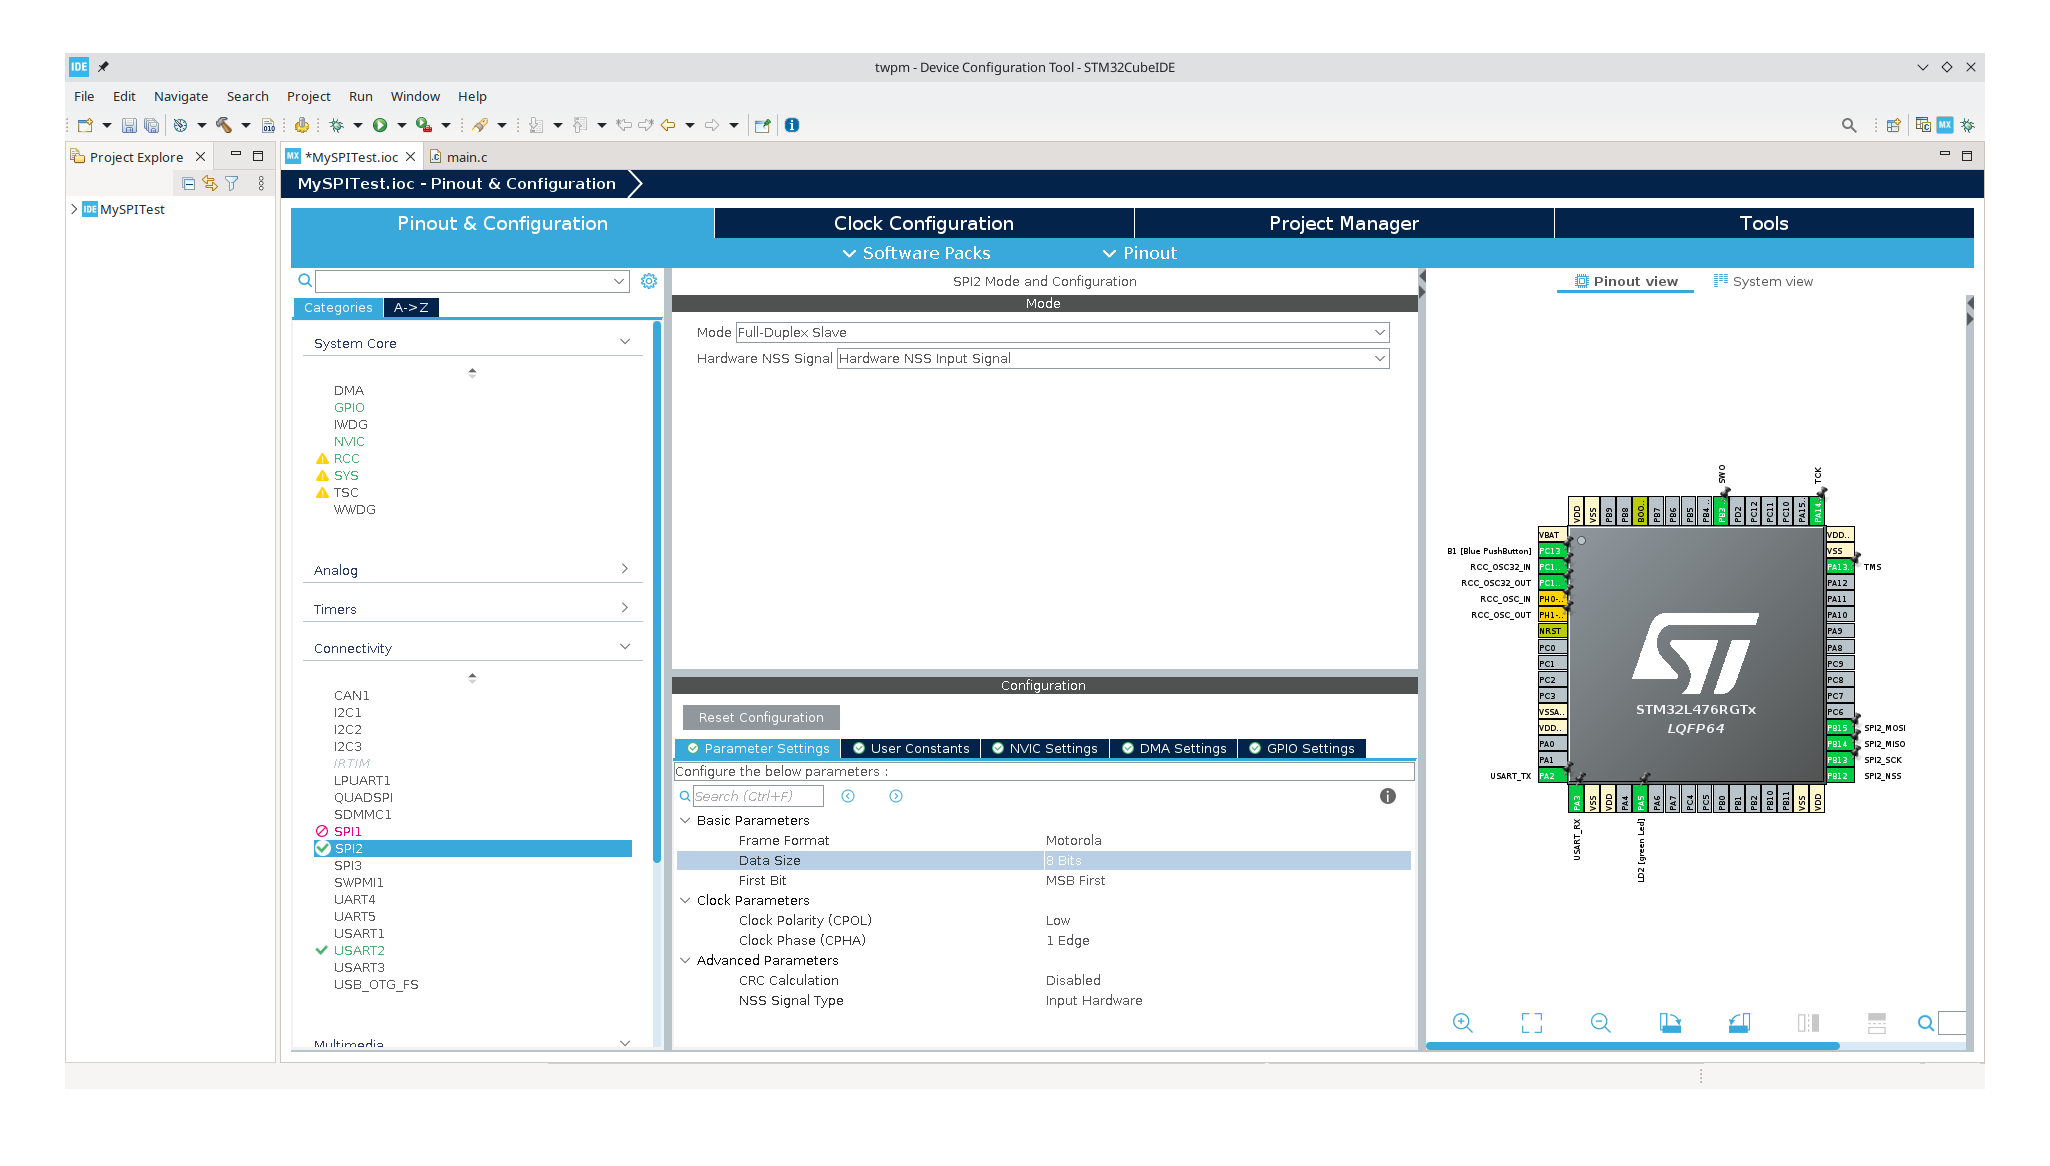 IDE
twpm - Device Configuration Tool - STM32CubeIDE
File Edit Navigate Search Project Run Window Help
010
MX
Project Explore
MX *MySPITest.ioc
main.c
MySPITest.ioc - Pinout & Configuration
IDE MySPITest
Pinout & Configuration
Clock Configuration
Project Manager
Tools
Software Packs
Pinout
Categories
A->Z
System Core
DMA
GPIO
IWDG
NVIC
RCC
SYS
TSC
WWDG
Analog
Timers
Connectivity
CAN1
I2C1
I2C2
I2C3
IRTIM
LPUART1
QUADSPI
SDMMC1
SPI1
SPI2
SPI3
SWPMI1
UART4
UART5
USART1
USART2
USART3
USB_OTG_FS
Multimedia
SPI2 Mode and Configuration
Mode
Mode Full-Duplex Slave
Hardware NSS Signal Hardware NSS Input Signal
Configuration
Reset Configuration
Parameter Settings
User Constants
NVIC Settings
DMA Settings
GPIO Settings
Configure the below parameters :
Search (Ctrl+F)
Basic Parameters
Frame Format Motorola
Data Size 8 Bits
First Bit MSB First
Clock Parameters
Clock Polarity (CPOL) Low
Clock Phase (CPHA) 1 Edge
Advanced Parameters
CRC Calculation Disabled
NSS Signal Type Input Hardware
Pinout view
System view
SWO
TCK
VDD VSS PB9 PB8 BOO.. PB7 PB6 PB5 PB4.. PB3.. PD2 PC12 PC11 PC10 PA15.. PA14..
VBAT
B1 [Blue PushButton] PC13
RCC_OSC32_IN PC1..
RCC_OSC32_OUT PC1..
RCC_OSC_IN PH0-..
RCC_OSC_OUT PH1-..
NRST
PC0
PC1
PC2
PC3
VSSA..
VDD..
PA0
PA1
USART_TX PA2
STM32L476RGTx
LQFP64
VDD..
VSS
PA13.. TMS
PA12
PA11
PA10
PA9
PA8
PC9
PC8
PC7
PC6
PB15 SPI2_MOSI
PB14 SPI2_MISO
PB13 SPI2_SCK
PB12 SPI2_NSS
PA3 VSS VDD PA4 PA5 PA6 PA7 PC4 PC5 PB0 PB1 PB2 PB10 PB11 VSS VDD
USART_RX
LD2 [green Led]